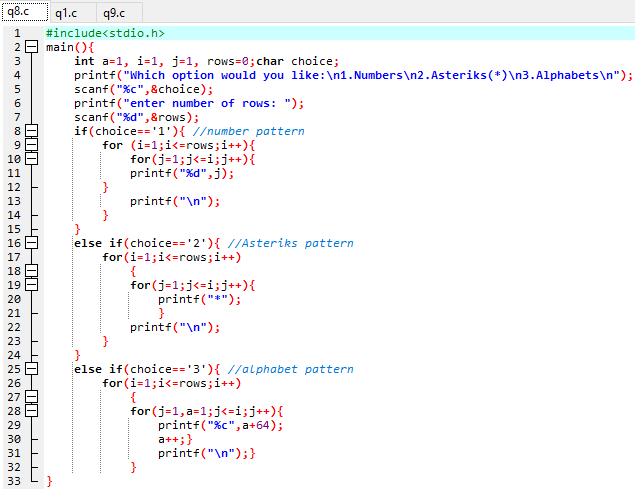 q8.c q1.c q9.c
1 #include<stdio.h>
2 main(){
3 int a=1, i=1, j=1, rows=0;char choice;
4 printf("Which option would you like:\n1.Numbers\n2.Asteriks(*)\n3.Alphabets\n");
5 scanf("%c",&choice);
6 printf("enter number of rows: ");
7 scanf("%d",&rows);
8 if(choice=='1'){ //number pattern
9 for (i=1;i<=rows;i++){
10 for(j=1;j<=i;j++){
11 printf("%d",j);
12 }
13 printf("\n");
14 }
15 }
16 else if(choice=='2'){ //Asteriks pattern
17 for(i=1;i<=rows;i++)
18 {
19 for(j=1;j<=i;j++){
20 printf("*");
21 }
22 printf("\n");
23 }
24 }
25 else if(choice=='3'){ //alphabet pattern
26 for(i=1;i<=rows;i++)
27 {
28 for(j=1,a=1;j<=i;j++){
29 printf("%c",a+64);
30 a++;}
31 printf("\n");}
32 }
33 }